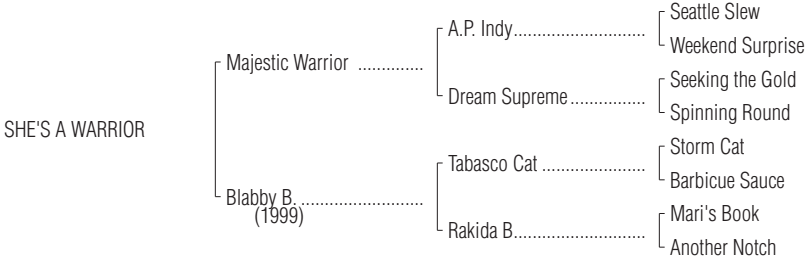 Seattle Slew
A.P. Indy..........................
Weekend Surprise
Majestic Warrior ..............
Seeking the Gold
Dream Supreme...............
Spinning Round
SHE'S A WARRIOR
Storm Cat
Tabasco Cat .....................
Barbicue Sauce
Blabby B. .........................
(1999)
Mari's Book
Rakida B..........................
Another Notch